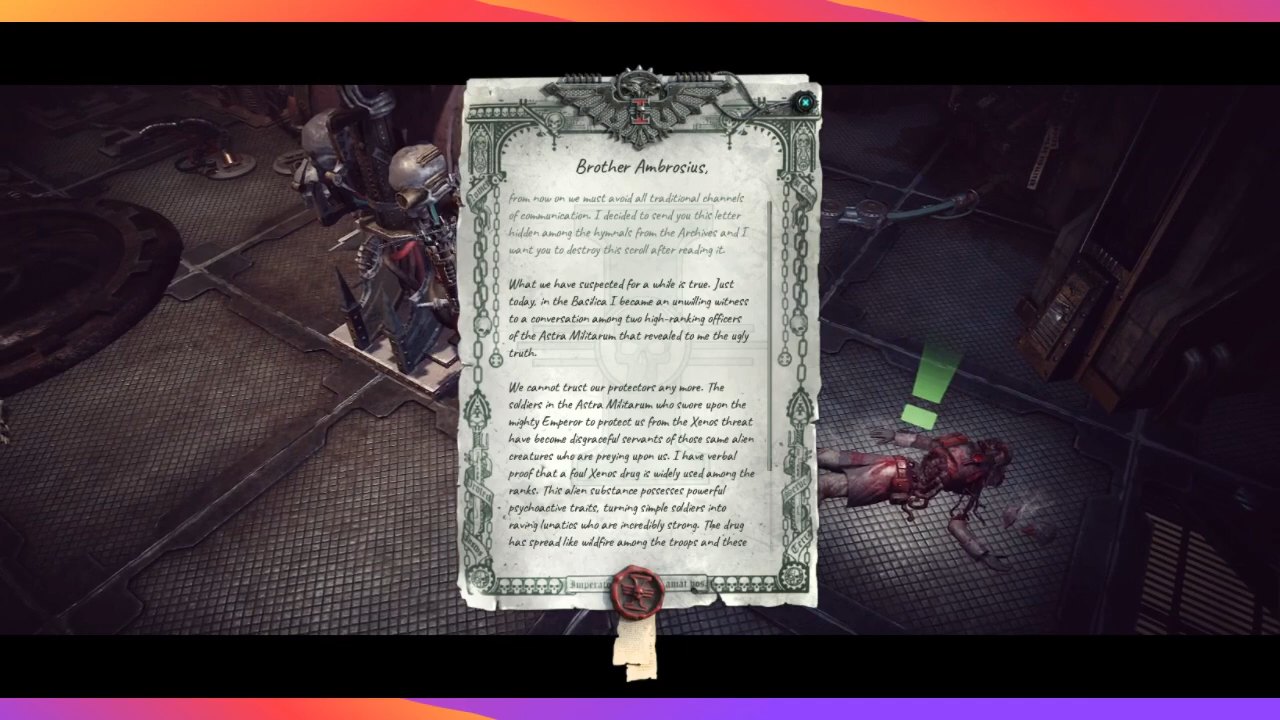 Brother Ambrosius,
from now on we must avoid all traditional channels
of communication. I decided to send you this letter
hidden among the hymnals from the Archives and I
want you to destroy this scroll after reading it.
What we have suspected for a while is true. Just
today, in the Basilica I became an unwilling witness
to a conversation among two high-ranking officers
of the Astra Militarum that revealed to me the ugly
truth.
We cannot trust our protectors any more. The
soldiers in the Astra Militarum who swore upon the
mighty Emperor to protect us from the Xenos threat
have become disgraceful servants of those same alien
creatures who are preying upon us. I have verbal
proof that a foul Xenos drug is widely used among the
ranks. This alien substance possesses powerful
psychoactive traits, turning simple soldiers into
raving lunatics who are incredibly strong. The drug
has spread like wildfire among the troops and these